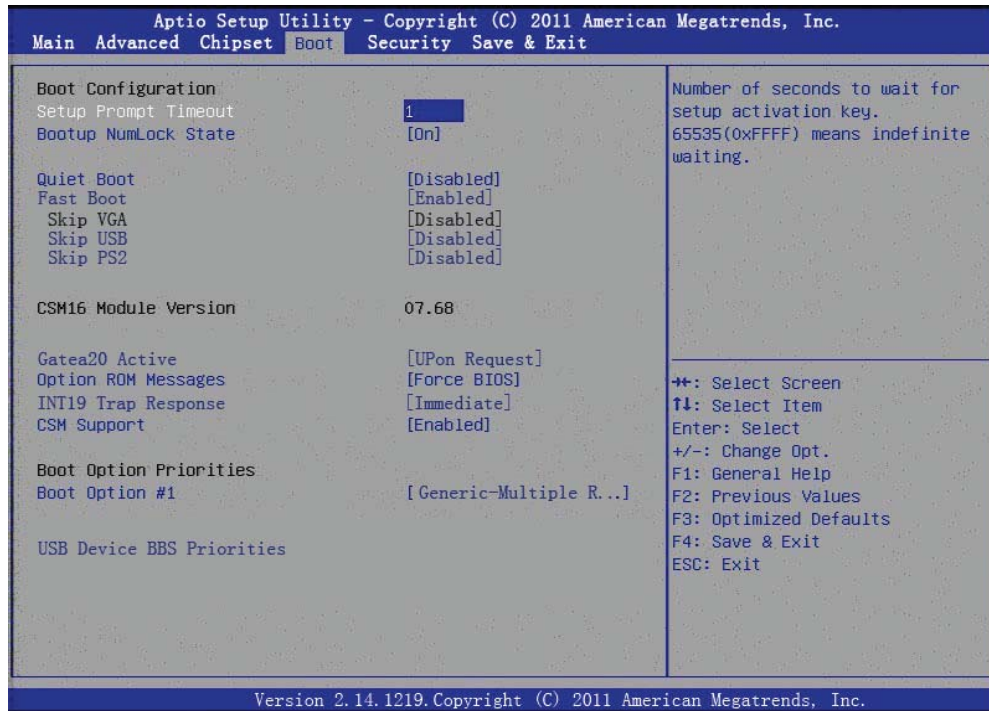 Aptio Setup Utility - Copyright (C) 2011 American Megatrends, Inc.
Main Advanced Chipset Boot Security Save & Exit
Boot Configuration
Setup Prompt Timeout 1
Bootup NumLock State [On]
Quiet Boot [Disabled]
Fast Boot [Enabled]
Skip VGA [Disabled]
Skip USB [Disabled]
Skip PS2 [Disabled]
CSM16 Module Version 07.68
Gatea20 Active [UPon Request]
Option ROM Messages [Force BIOS]
INT19 Trap Response [Immediate]
CSM Support [Enabled]
Boot Option Priorities
Boot Option #1 [Generic-Multiple R...]
USB Device BBS Priorities
Number of seconds to wait for
setup activation key.
65535(0xFFFF) means indefinite
waiting.
→←: Select Screen
↑↓: Select Item
Enter: Select
+/-: Change Opt.
F1: General Help
F2: Previous Values
F3: Optimized Defaults
F4: Save & Exit
ESC: Exit
Version 2.14.1219.Copyright (C) 2011 American Megatrends, Inc.